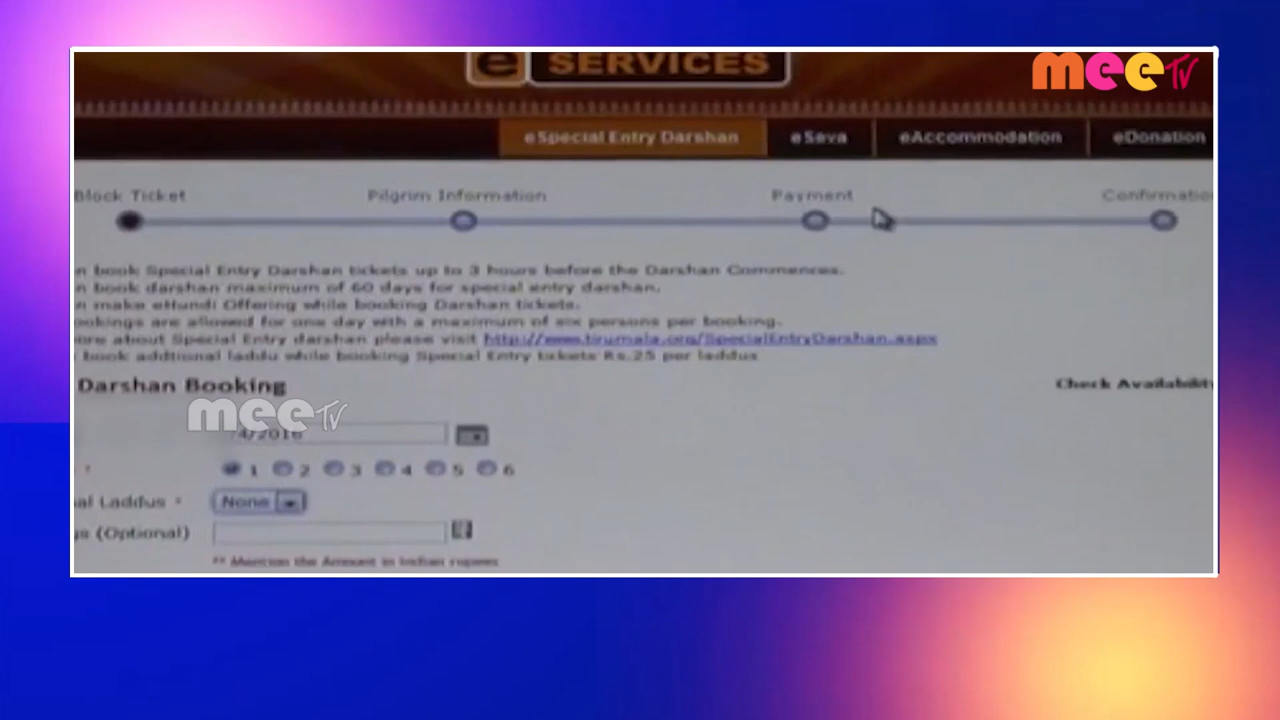 e SERVICES
mee TV
eSpecial Entry Darshan eSeva eAccommodation eDonation
Block Ticket Pilgrim Information Payment Confirmatio
n book Special Entry Darshan tickets up to 3 hours before the Darshan Commences.
n book darshan maximum of 60 days for special entry darshan.
n make eHundi Offering while booking Darshan tickets.
ookings are allowed for one day with a maximum of six persons per booking.
ore about Special Entry darshan please visit http://www.tirumala.org/SpecialEntryDarshan.aspx
book addtional laddu while booking Special Entry tickets Rs.25 per laddus
Darshan Booking Check Availabilit
mee TV
/4/2016
* 1 2 3 4 5 6
al Laddus * None
gs (Optional)
** Mention the Amount in Indian rupees